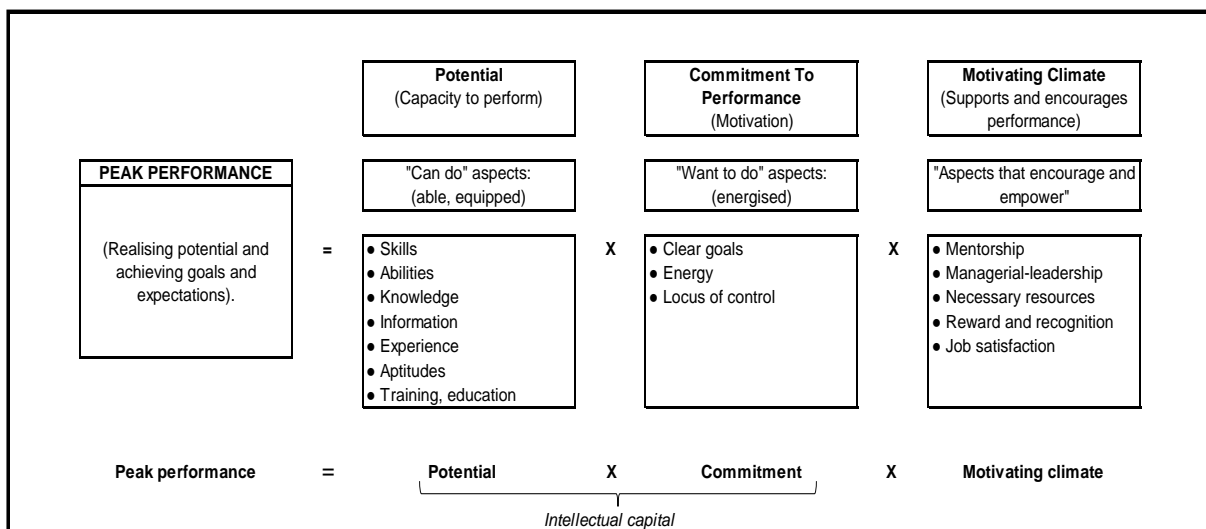 Potential
(Capacity to perform)
Commitment To
Performance
(Motivation)
Motivating Climate
(Supports and encourages
performance)
PEAK PERFORMANCE
(Realising potential and
achieving goals and
expectations).
=
"Can do" aspects:
(able, equipped)
"Want to do" aspects:
(energised)
"Aspects that encourage and
empower"
● Skills
● Abilities
● Knowledge
● Information
● Experience
● Aptitudes
● Training, education
X
● Clear goals
● Energy
● Locus of control
X
● Mentorship
● Managerial-leadership
● Necessary resources
● Reward and recognition
● Job satisfaction
Peak performance = Potential X Commitment X Motivating climate
Intellectual capital